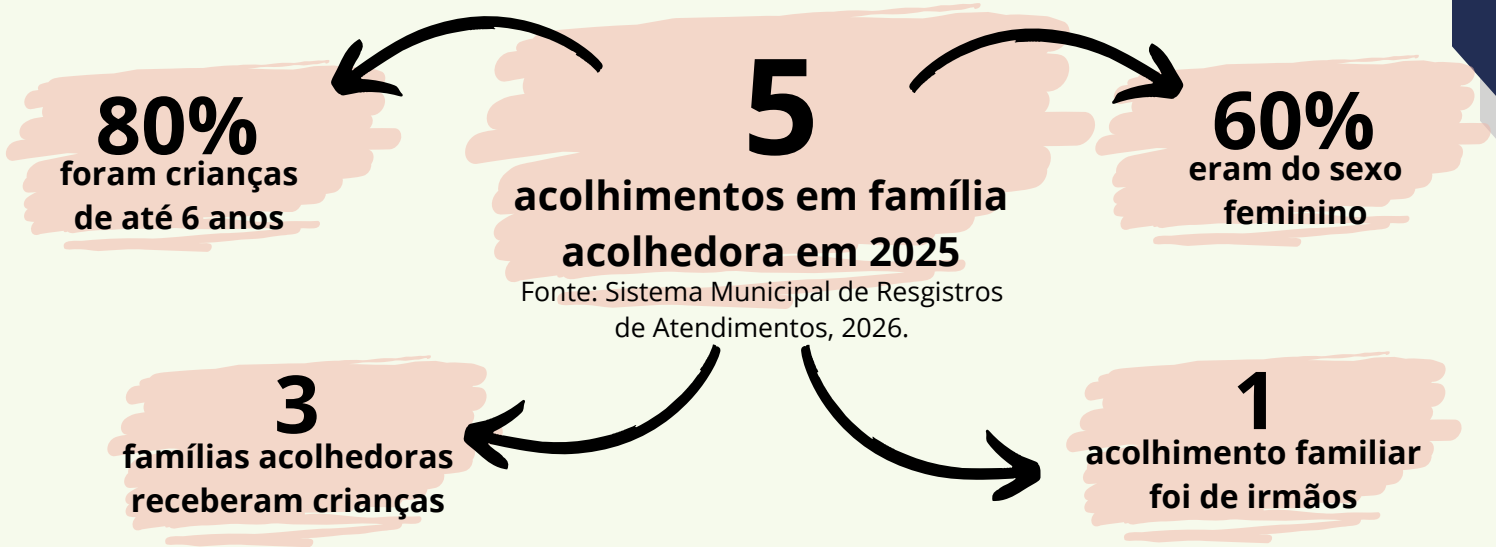 5
acolhimentos em família
acolhedora em 2025
Fonte: Sistema Municipal de Resgistros
de Atendimentos, 2026.
80%
foram crianças
de até 6 anos
60%
eram do sexo
feminino
3
famílias acolhedoras
receberam crianças
1
acolhimento familiar
foi de irmãos